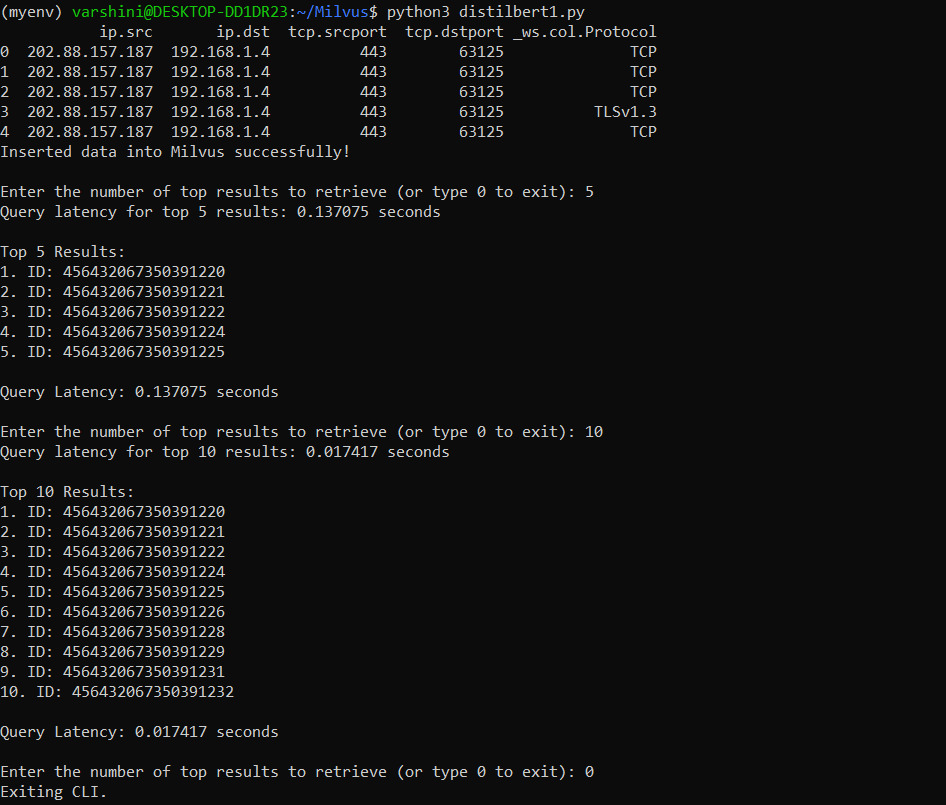 (myenv) varshini@DESKTOP-DD1DR23:~/Milvus$ python3 distilbert1.py
ip.src ip.dst tcp.srcport tcp.dstport _ws.col.Protocol
0 202.88.157.187 192.168.1.4 443 63125 TCP
1 202.88.157.187 192.168.1.4 443 63125 TCP
2 202.88.157.187 192.168.1.4 443 63125 TCP
3 202.88.157.187 192.168.1.4 443 63125 TLSv1.3
4 202.88.157.187 192.168.1.4 443 63125 TCP
Inserted data into Milvus successfully!
Enter the number of top results to retrieve (or type 0 to exit): 5
Query latency for top 5 results: 0.137075 seconds
Top 5 Results:
1. ID: 456432067350391220
2. ID: 456432067350391221
3. ID: 456432067350391222
4. ID: 456432067350391224
5. ID: 456432067350391225
Query Latency: 0.137075 seconds
Enter the number of top results to retrieve (or type 0 to exit): 10
Query latency for top 10 results: 0.017417 seconds
Top 10 Results:
1. ID: 456432067350391220
2. ID: 456432067350391221
3. ID: 456432067350391222
4. ID: 456432067350391224
5. ID: 456432067350391225
6. ID: 456432067350391226
7. ID: 456432067350391228
8. ID: 456432067350391229
9. ID: 456432067350391231
10. ID: 456432067350391232
Query Latency: 0.017417 seconds
Enter the number of top results to retrieve (or type 0 to exit): 0
Exiting CLI.